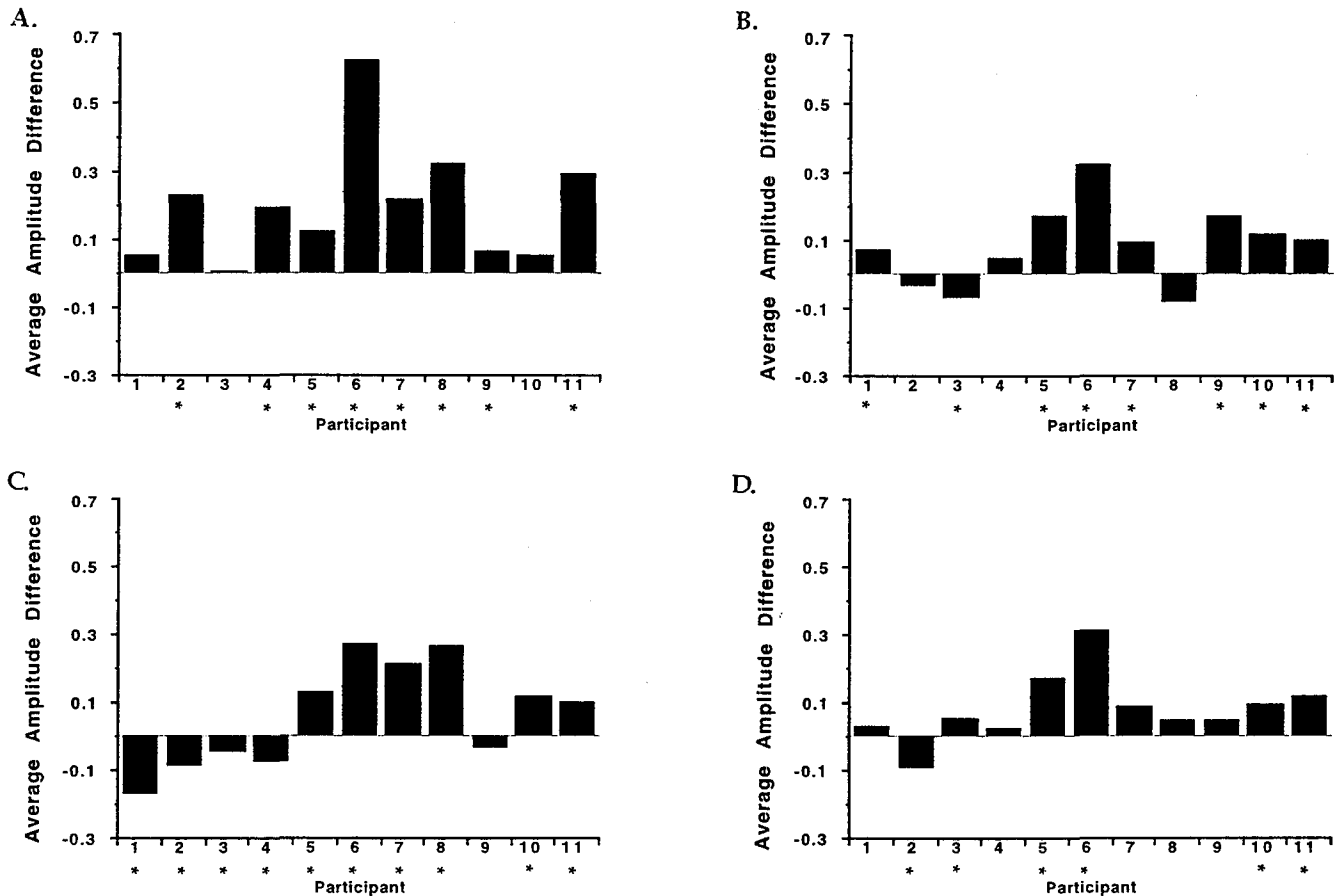 A.
Average Amplitude Difference
0.7
0.5
0.3
0.1
-0.1
-0.3
1 2 3 4 5 6 7 8 9 10 11
* * * * * * * *
Participant
B.
Average Amplitude Difference
0.7
0.5
0.3
0.1
-0.1
-0.3
1 2 3 4 5 6 7 8 9 10 11
* * * * * * * *
Participant
C.
Average Amplitude Difference
0.7
0.5
0.3
0.1
-0.1
-0.3
1 2 3 4 5 6 7 8 9 10 11
* * * * * * * * * *
Participant
D.
Average Amplitude Difference
0.7
0.5
0.3
0.1
-0.1
-0.3
1 2 3 4 5 6 7 8 9 10 11
* * * * * *
Participant